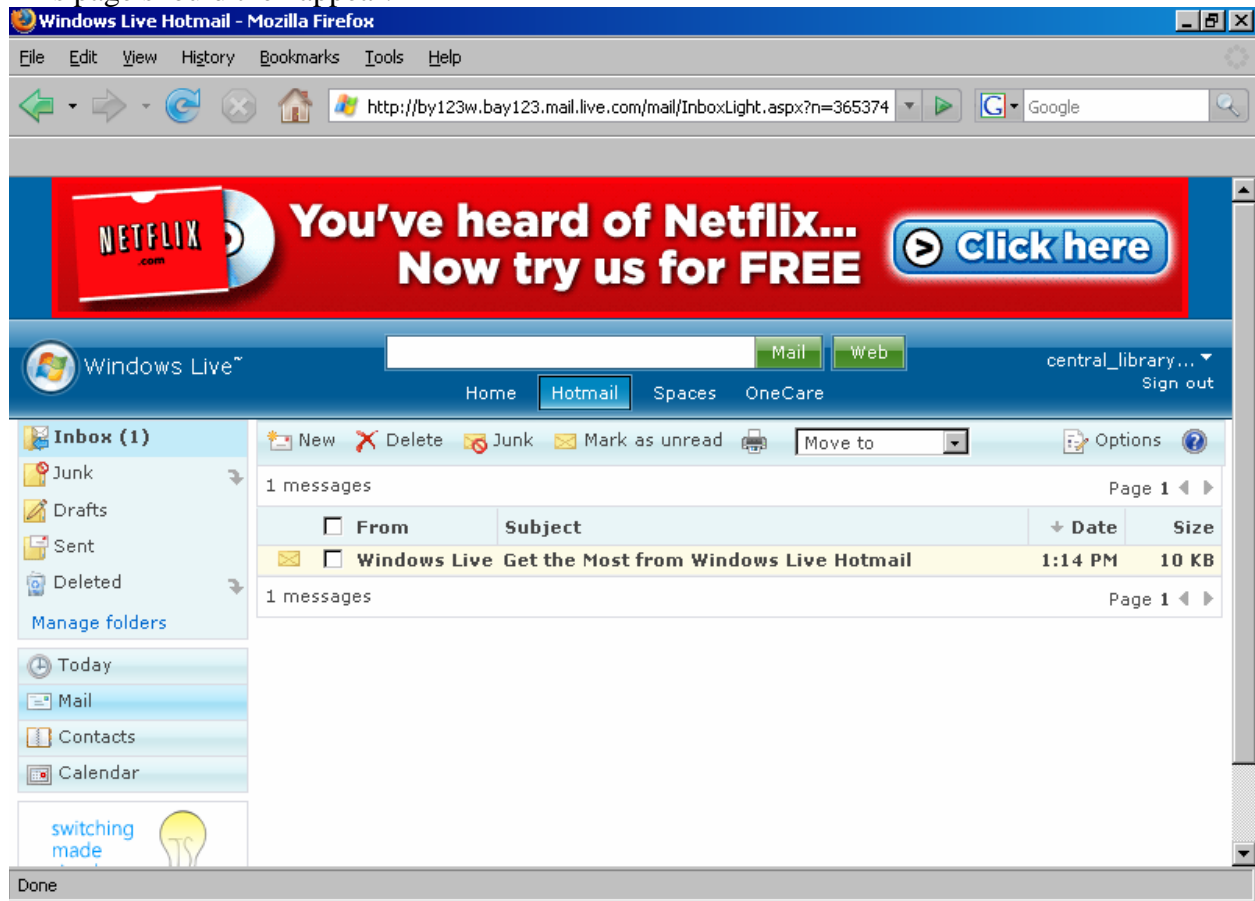 Windows Live Hotmail - Mozilla Firefox
File Edit View History Bookmarks Tools Help
http://by123w.bay123.mail.live.com/mail/InboxLight.aspx?n=365374 G Google
NETFLIX
.com
You've heard of Netflix...
Now try us for FREE
Click here
Windows Live™
Mail Web
central_library...
Sign out
Home Hotmail Spaces OneCare
Inbox (1)
Junk
Drafts
Sent
Deleted
Manage folders
Today
Mail
Contacts
Calendar
switching
made
New Delete Junk Mark as unread Move to Options
1 messages Page 1
From Subject Date Size
Windows Live Get the Most from Windows Live Hotmail 1:14 PM 10 KB
1 messages Page 1
Done